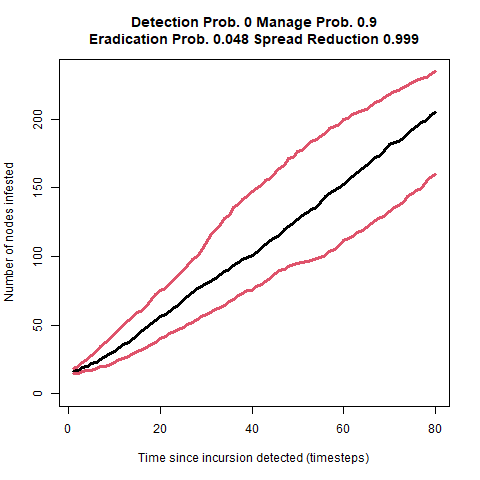 Detection Prob. 0 Manage Prob. 0.9
Eradication Prob. 0.048 Spread Reduction 0.999
Number of nodes infested
200
150
100
50
0
0 20 40 60 80
Time since incursion detected (timesteps)